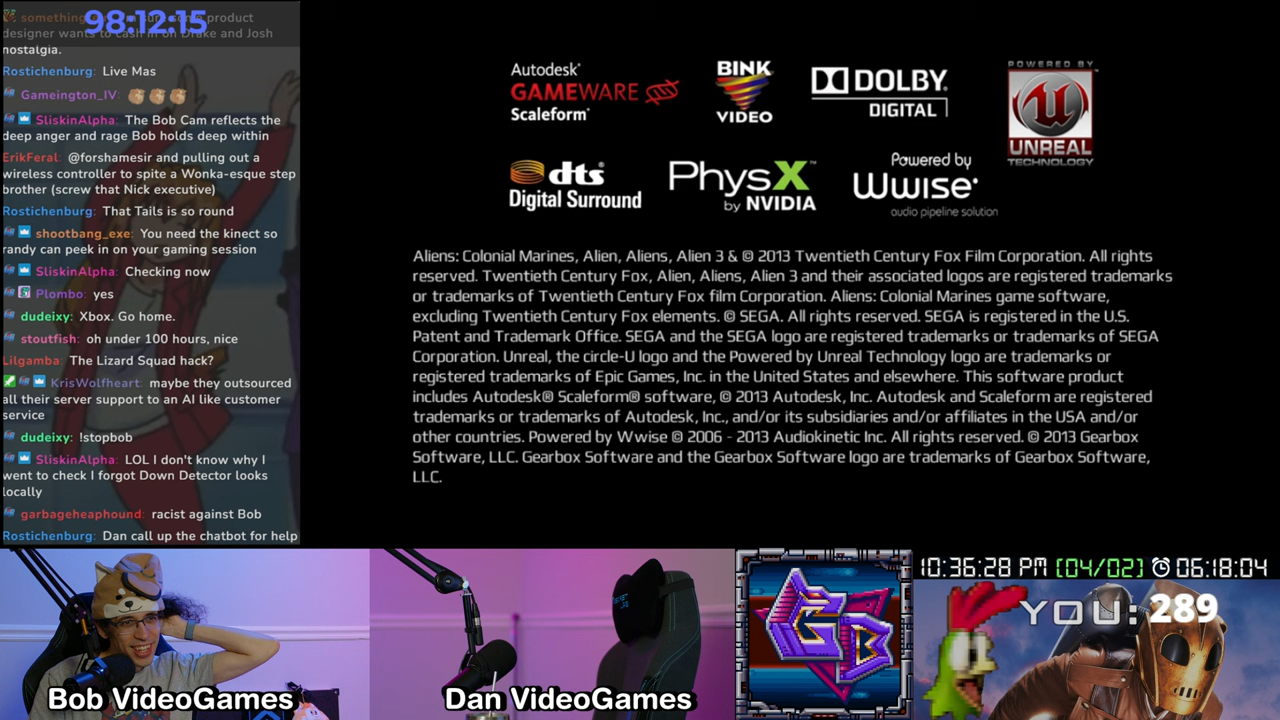 98:12:15
product
designer wants to cash in on Drake and Josh
nostalgia.
Rostichenburg: Live Mas
Gameington_IV:
SliskinAlpha: The Bob Cam reflects the
deep anger and rage Bob holds deep within
ErikFeral: @forshamesir and pulling out a
wireless controller to spite a Wonka-esque step
brother (screw that Nick executive)
Rostichenburg: That Tails is so round
shootbang_exe: You need the kinect so
randy can peek in on your gaming session
SliskinAlpha: Checking now
Plombo: yes
dudeixy: Xbox. Go home.
stoutfish: oh under 100 hours, nice
Lilgamba: The Lizard Squad hack?
KrisWolfheart: maybe they outsourced
all their server support to an AI like customer
service
dudeixy: !stopbob
SliskinAlpha: LOL I don't know why I
went to check I forgot Down Detector looks
locally
garbageheaphound: racist against Bob
Rostichenburg: Dan call up the chatbot for help
Autodesk®
GAMEWARE
Scaleform®
BINK
VIDEO
DOLBY
DIGITAL
POWERED BY
UNREAL
TECHNOLOGY
dts
Digital Surround
PhysX™
by NVIDIA
Powered by
Wwise
audio pipeline solution
Aliens: Colonial Marines, Alien, Aliens, Alien 3 & © 2013 Twentieth Century Fox Film Corporation. All rights
reserved. Twentieth Century Fox, Alien, Aliens, Alien 3 and their associated logos are registered trademarks
or trademarks of Twentieth Century Fox film Corporation. Aliens: Colonial Marines game software,
excluding Twentieth Century Fox elements. © SEGA. All rights reserved. SEGA is registered in the U.S.
Patent and Trademark Office. SEGA and the SEGA logo are registered trademarks or trademarks of SEGA
Corporation. Unreal, the circle-U logo and the Powered by Unreal Technology logo are trademarks or
registered trademarks of Epic Games, Inc. in the United States and elsewhere. This software product
includes Autodesk® Scaleform® software, © 2013 Autodesk, Inc. Autodesk and Scaleform are registered
trademarks or trademarks of Autodesk, Inc., and/or its subsidiaries and/or affiliates in the USA and/or
other countries. Powered by Wwise © 2006 - 2013 Audiokinetic Inc. All rights reserved. © 2013 Gearbox
Software, LLC. Gearbox Software and the Gearbox Software logo are trademarks of Gearbox Software,
LLC.
Bob VideoGames
Dan VideoGames
GB
10:36:28 PM [04/02] 06:18:04
YOU: 289